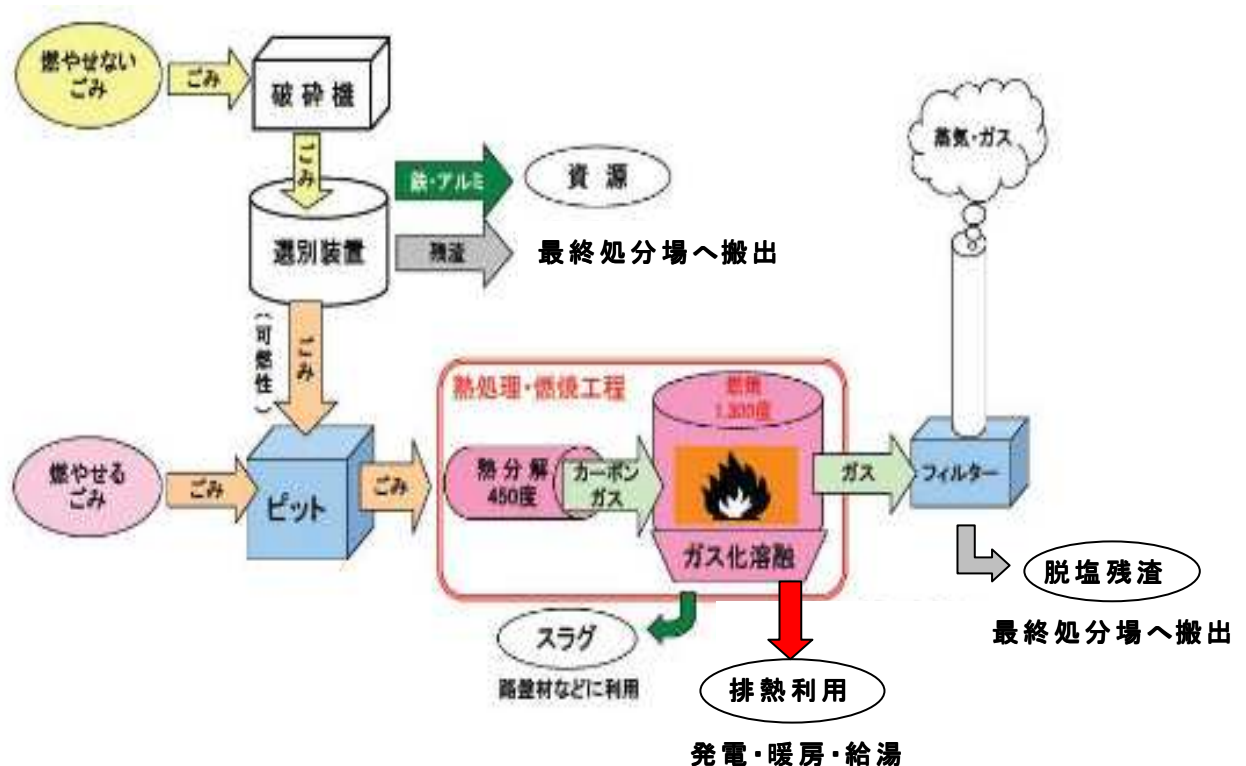 燃やせない
ごみ
ごみ
破砕機
ごみ
選別装置
鉄・アルミ
資源
残渣
最終処分場へ搬出
(可燃性)
ごみ
燃やせる
ごみ
ごみ
ピット
ごみ
熱処理・燃焼工程
熱分解
450度
カーボン
ガス
燃焼
1,300度
ガス化溶融
ガス
フィルター
蒸気・ガス
脱塩残渣
最終処分場へ搬出
スラグ
路盤材などに利用
排熱利用
発電・暖房・給湯